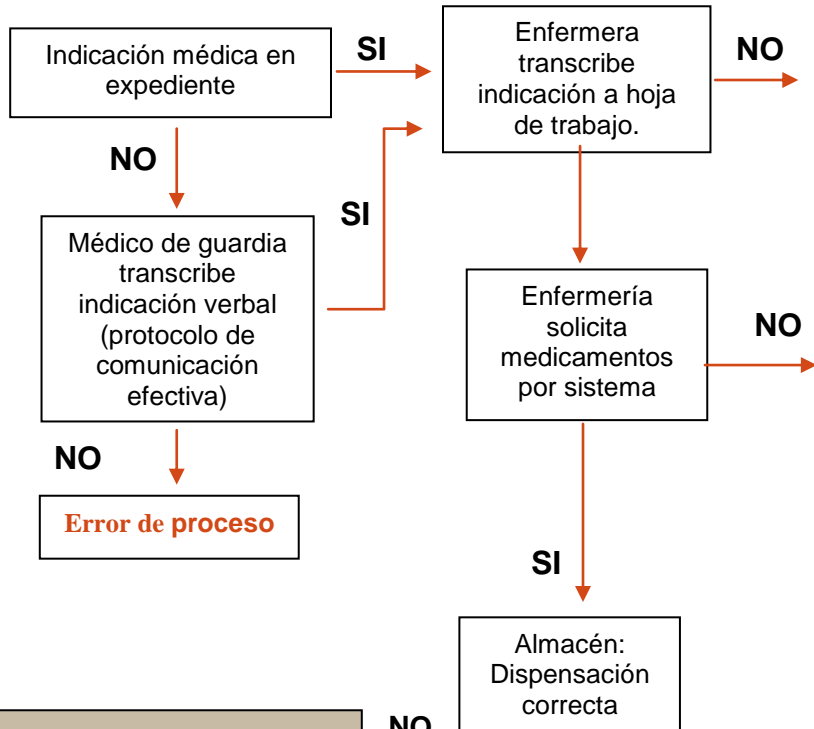 Indicación médica en
expediente
SI
Enfermera
transcribe
indicación a hoja
de trabajo.
NO
NO
SI
Médico de guardia
transcribe
indicación verbal
(protocolo de
comunicación
efectiva)
Enfermería
solicita
medicamentos
por sistema
NO
NO
Error de proceso
SI
Almacén:
Dispensación
correcta
NO